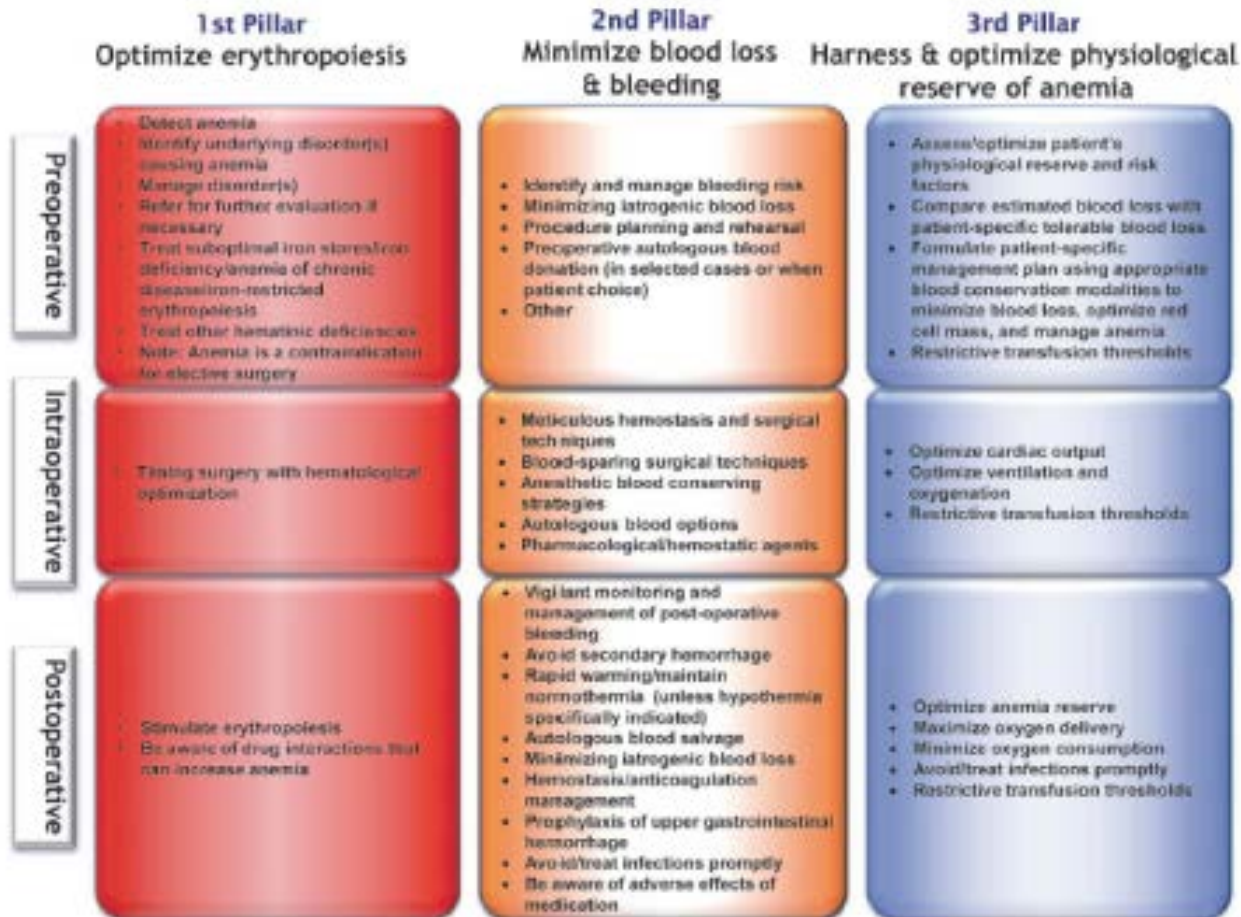 1st Pillar
Optimize erythropoiesis
2nd Pillar
Minimize blood loss
& bleeding
3rd Pillar
Harness & optimize physiological
reserve of anemia
Preoperative
Detect anemia
Identify underlying disorder(s)
causing anemia
Manage disorder(s)
Refer for further evaluation if
necessary
Treat suboptimal iron stores/iron
deficiency/anemia of chronic
disease/iron-restricted
erythropoiesis
Treat other hematinic deficiencies
Note: Anemia is a contraindication
for elective surgery
• Identify and manage bleeding risk
• Minimizing iatrogenic blood loss
• Procedure planning and rehearsal
• Preoperative autologous blood
donation (in selected cases or when
patient choice)
• Other
• Assess/optimize patient's
physiological reserve and risk
factors
• Compare estimated blood loss with
patient-specific tolerable blood loss
• Formulate patient-specific
management plan using appropriate
blood conservation modalities to
minimize blood loss, optimize red
cell mass, and manage anemia
• Restrictive transfusion thresholds
Intraoperative
Timing surgery with hematological
optimization
• Meticulous hemostasis and surgical
techniques
• Blood-sparing surgical techniques
• Anesthetic blood conserving
strategies
• Autologous blood options
• Pharmacological/hemostatic agents
• Optimize cardiac output
• Optimize ventilation and
oxygenation
• Restrictive transfusion thresholds
Postoperative
Stimulate erythropoiesis
Be aware of drug interactions that
can increase anemia
• Vigilant monitoring and
management of post-operative
bleeding
• Avoid secondary hemorrhage
• Rapid warming/maintain
normothermia (unless hypothermia
specifically indicated)
• Autologous blood salvage
• Minimizing iatrogenic blood loss
• Hemostasis/anticoagulation
management
• Prophylaxis of upper gastrointestinal
hemorrhage
• Avoid/treat infections promptly
• Be aware of adverse effects of
medication
• Optimize anemia reserve
• Maximize oxygen delivery
• Minimize oxygen consumption
• Avoid/treat infections promptly
• Restrictive transfusion thresholds